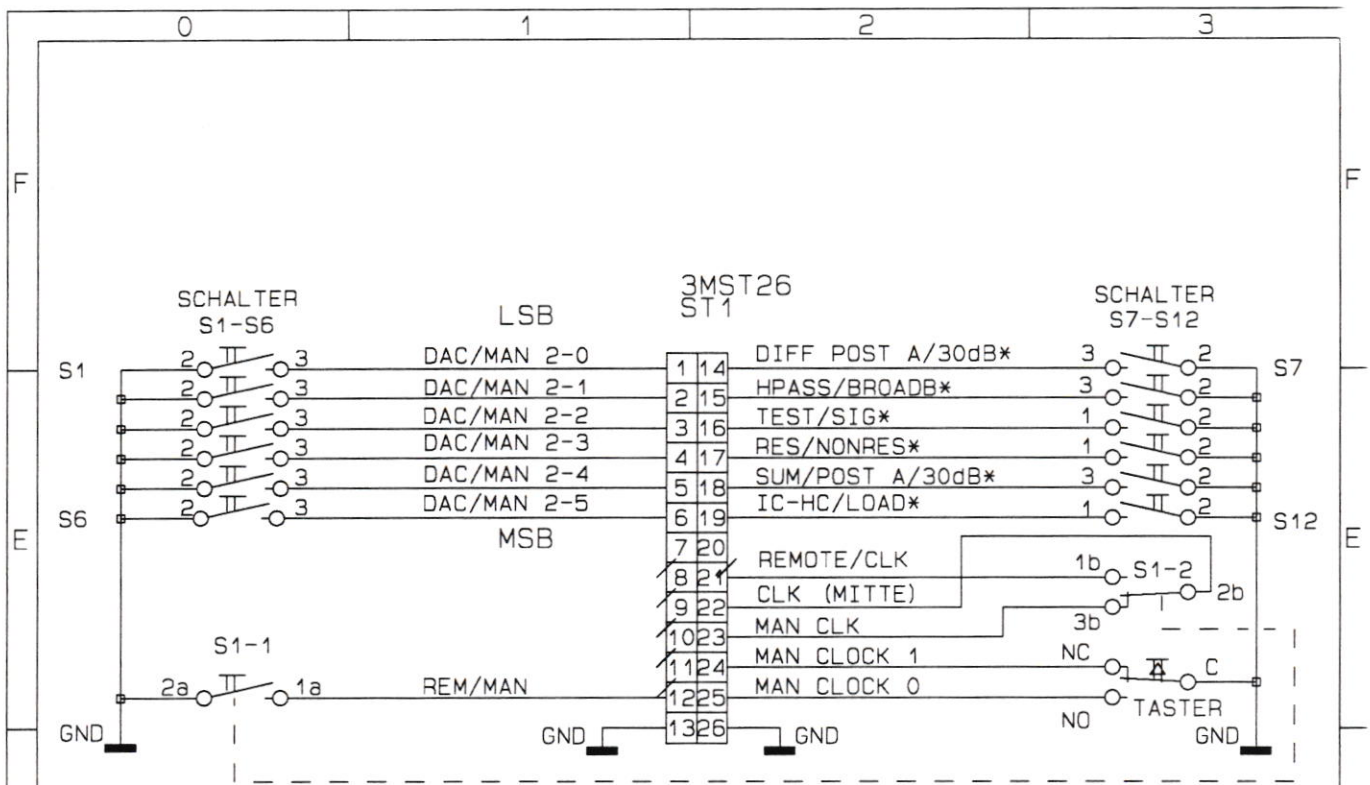 0 1 2 3
F F
3MST26
ST1
SCHALTER
S1-S6
LSB
SCHALTER
S7-S12
S1 2 3 DAC/MAN 2-0 1 14 DIFF POST A/30dB* 3 2 S7
2 3 DAC/MAN 2-1 2 15 HPASS/BROADB* 3 2
2 3 DAC/MAN 2-2 3 16 TEST/SIG* 1 2
2 3 DAC/MAN 2-3 4 17 RES/NONRES* 1 2
2 3 DAC/MAN 2-4 5 18 SUM/POST A/30dB* 3 2
S6 2 3 DAC/MAN 2-5 6 19 IC-HC/LOAD* 1 2 S12
E MSB 7 20 E
8 21 REMOTE/CLK 1b S1-2
9 22 CLK (MITTE) 2b
3b
10 23 MAN CLK
S1-1
11 24 MAN CLOCK 1 NC C
2a 1a REM/MAN 12 25 MAN CLOCK 0 NO TASTER
GND GND 13 26 GND GND